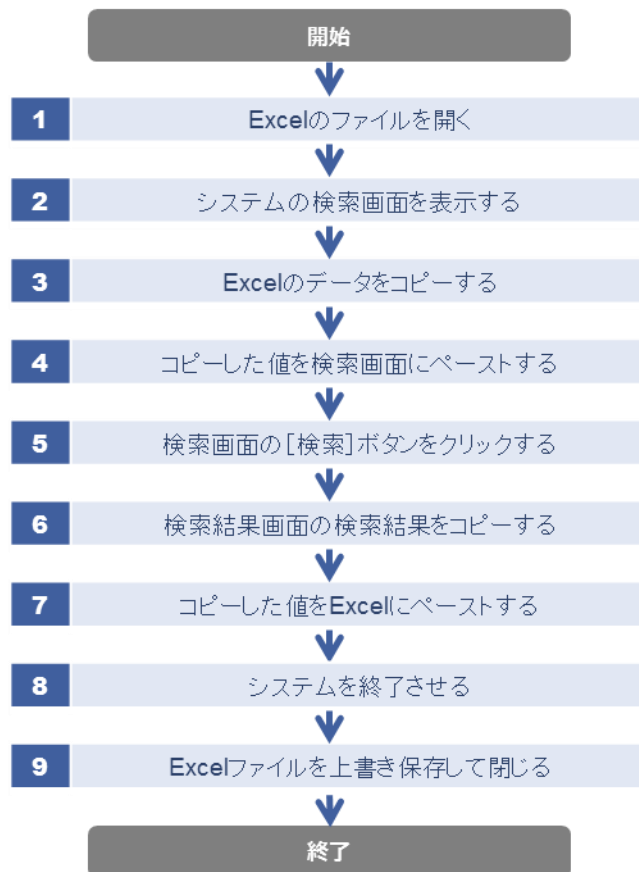 開始
1 Excelのファイルを開く
2 システムの検索画面を表示する
3 Excelのデータをコピーする
4 コピーした値を検索画面にペーストする
5 検索画面の[検索]ボタンをクリックする
6 検索結果画面の検索結果をコピーする
7 コピーした値をExcelにペーストする
8 システムを終了させる
9 Excelファイルを上書き保存して閉じる
終了